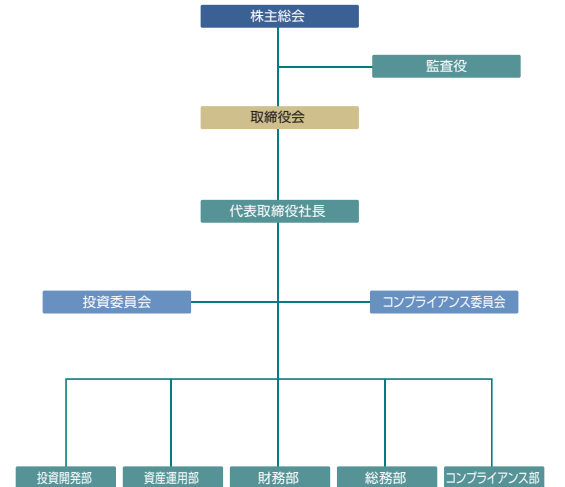 株主総会
監査役
取締役会
代表取締役社長
投資委員会
コンプライアンス委員会
投資開発部
資産運用部
財務部
総務部
コンプライアンス部